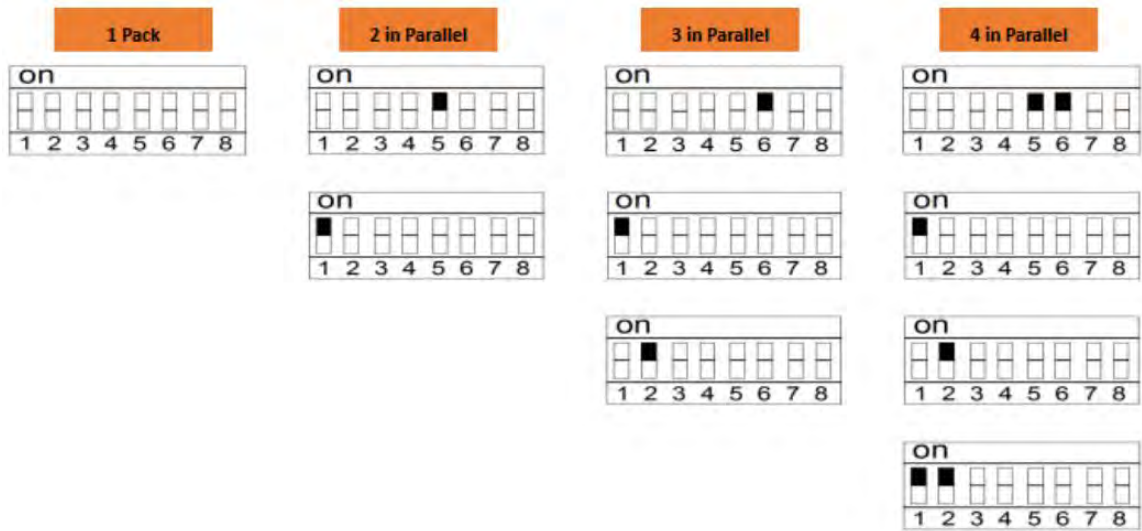 1 Pack 2 in Parallel 3 in Parallel 4 in Parallel
on on on on
1 2 3 4 5 6 7 8 1 2 3 4 5 6 7 8 1 2 3 4 5 6 7 8 1 2 3 4 5 6 7 8
on on on
1 2 3 4 5 6 7 8 1 2 3 4 5 6 7 8 1 2 3 4 5 6 7 8
on on
1 2 3 4 5 6 7 8 1 2 3 4 5 6 7 8
on
1 2 3 4 5 6 7 8